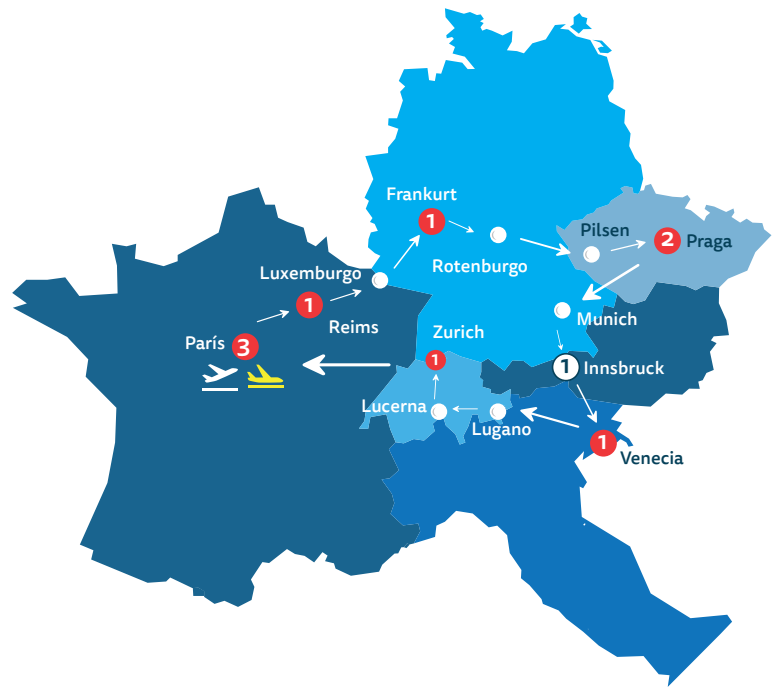 Frankurt
1
Pilsen
2 Praga
Rotenburgo
Luxemburgo
1
Reims
Munich
París 3
Zurich
1
1 Innsbruck
Lucerna
Lugano
1
Venecia